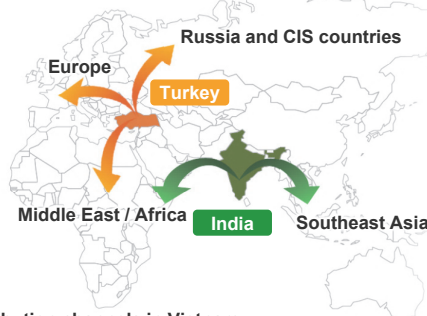 Russia and CIS countries
Europe
Turkey
Middle East / Africa
India
Southeast Asia